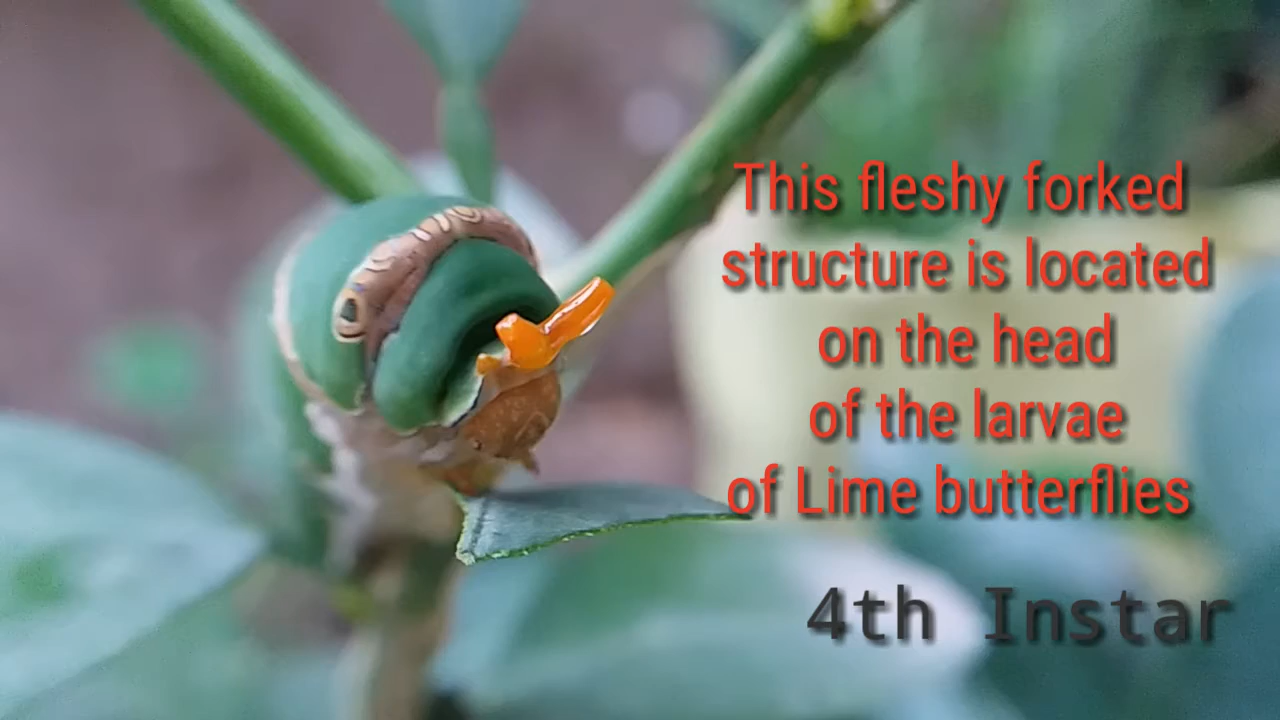 This fleshy forked
structure is located
on the head
of the larvae
of Lime butterflies
4th Instar